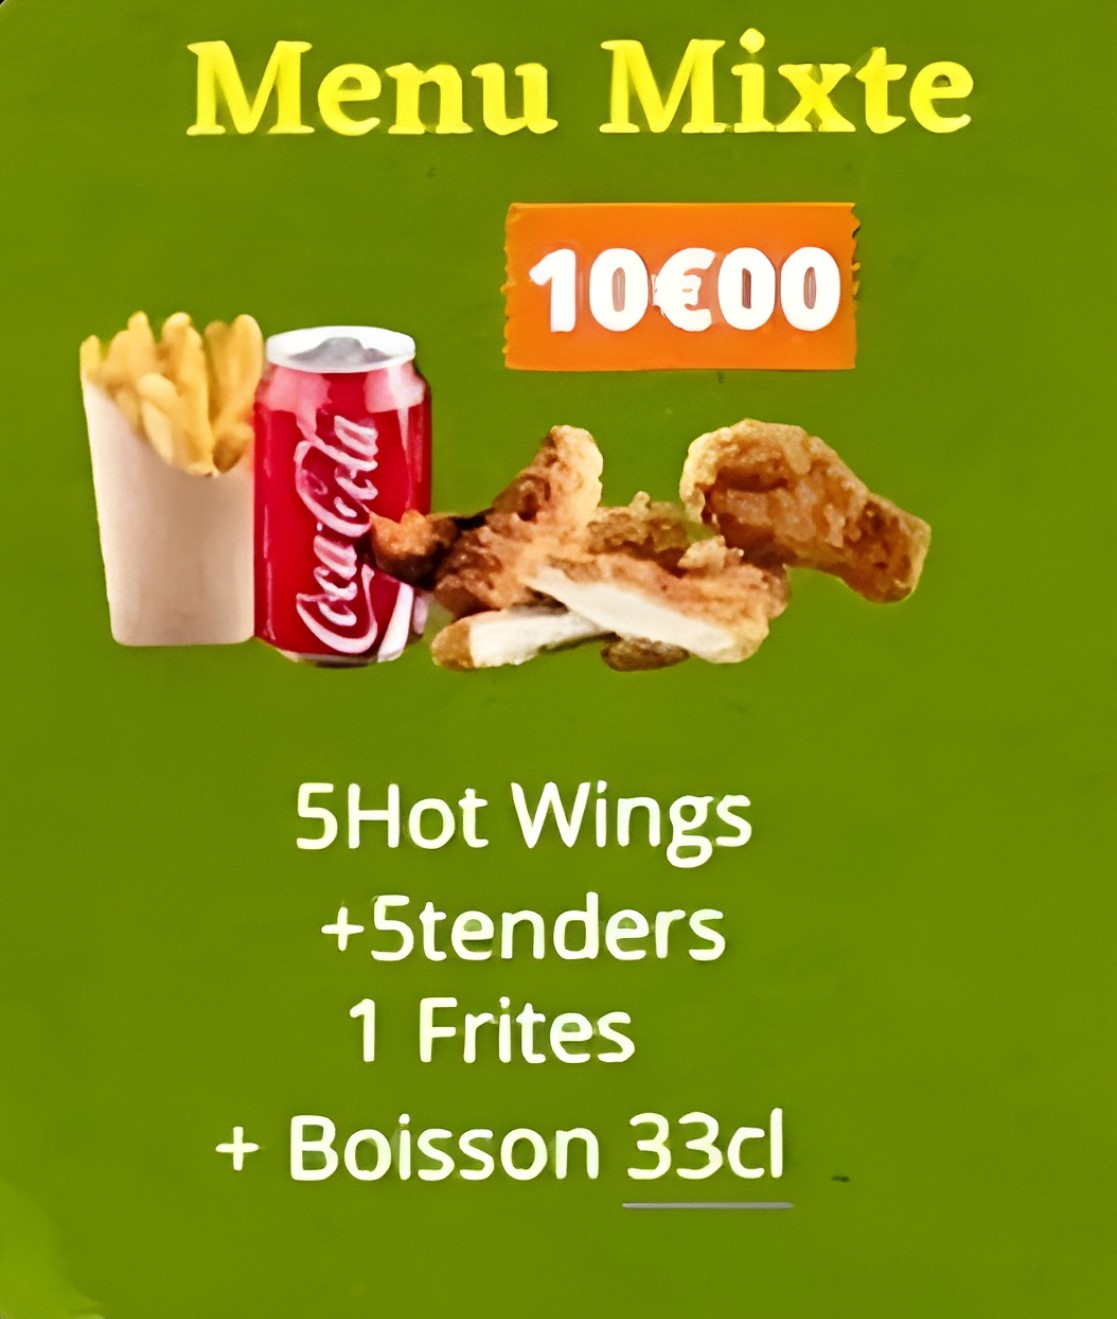 Menu Mixte
10€00
Coca-Cola
5Hot Wings
+5tenders
1 Frites
+ Boisson 33cl